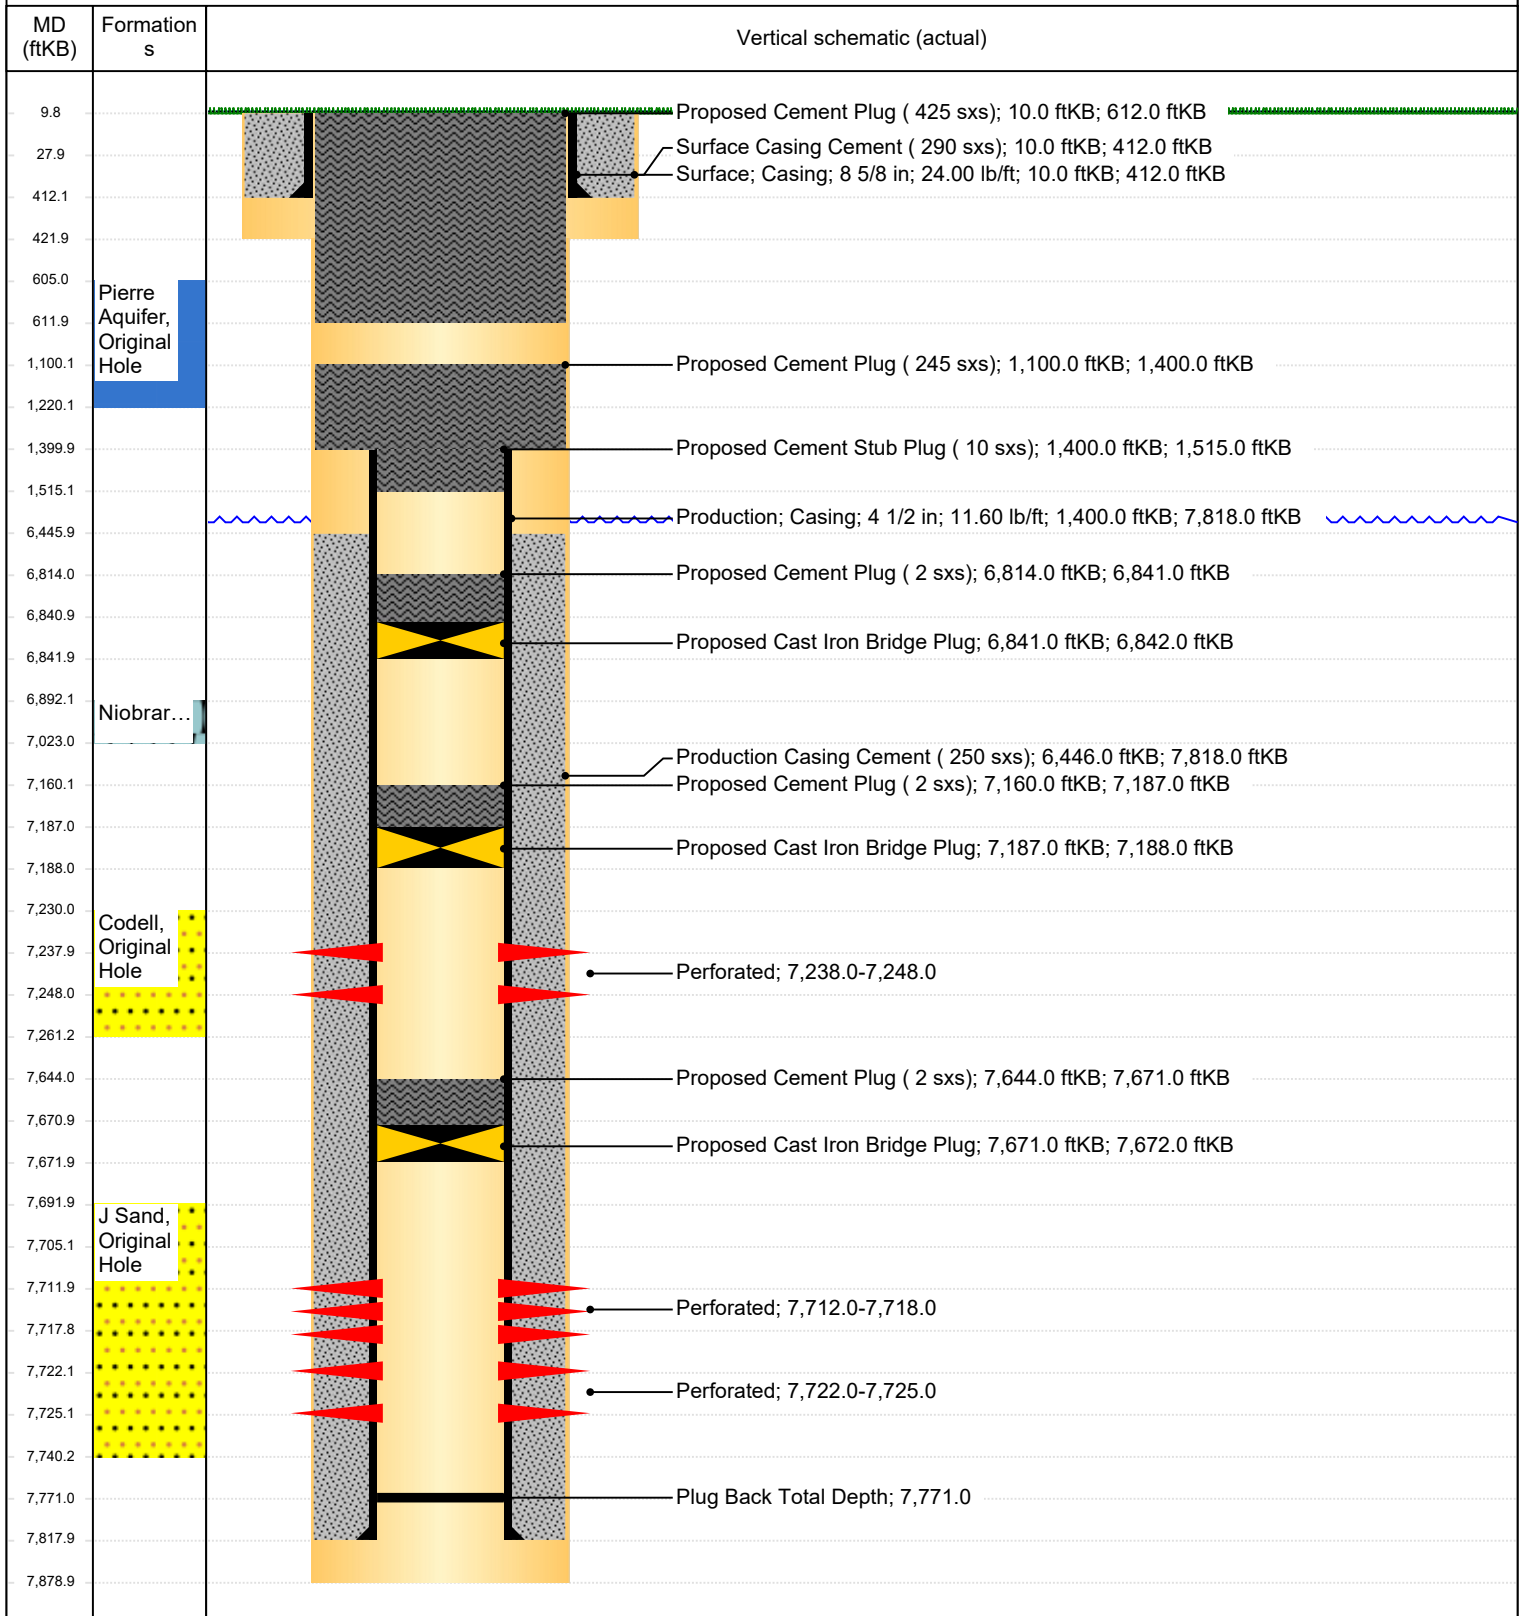 MD
(ftKB)
Formation
s
Vertical schematic (actual)
9.8
27.9
412.1
421.9
605.0
611.9
1,100.1
1,220.1
1,399.9
1,515.1
6,445.9
6,814.0
6,840.9
6,841.9
6,892.1
7,023.0
7,160.1
7,187.0
7,188.0
7,230.0
7,237.9
7,248.0
7,261.2
7,644.0
7,670.9
7,671.9
7,691.9
7,705.1
7,711.9
7,717.8
7,722.1
7,725.1
7,740.2
7,771.0
7,817.9
7,878.9
Pierre
Aquifer,
Original
Hole
Niobrar…
Codell,
Original
Hole
J Sand,
Original
Hole
Proposed Cement Plug ( 425 sxs); 10.0 ftKB; 612.0 ftKB
Surface Casing Cement ( 290 sxs); 10.0 ftKB; 412.0 ftKB
Surface; Casing; 8 5/8 in; 24.00 lb/ft; 10.0 ftKB; 412.0 ftKB
Proposed Cement Plug ( 245 sxs); 1,100.0 ftKB; 1,400.0 ftKB
Proposed Cement Stub Plug ( 10 sxs); 1,400.0 ftKB; 1,515.0 ftKB
Production; Casing; 4 1/2 in; 11.60 lb/ft; 1,400.0 ftKB; 7,818.0 ftKB
Proposed Cement Plug ( 2 sxs); 6,814.0 ftKB; 6,841.0 ftKB
Proposed Cast Iron Bridge Plug; 6,841.0 ftKB; 6,842.0 ftKB
Production Casing Cement ( 250 sxs); 6,446.0 ftKB; 7,818.0 ftKB
Proposed Cement Plug ( 2 sxs); 7,160.0 ftKB; 7,187.0 ftKB
Proposed Cast Iron Bridge Plug; 7,187.0 ftKB; 7,188.0 ftKB
Perforated; 7,238.0-7,248.0
Proposed Cement Plug ( 2 sxs); 7,644.0 ftKB; 7,671.0 ftKB
Proposed Cast Iron Bridge Plug; 7,671.0 ftKB; 7,672.0 ftKB
Perforated; 7,712.0-7,718.0
Perforated; 7,722.0-7,725.0
Plug Back Total Depth; 7,771.0